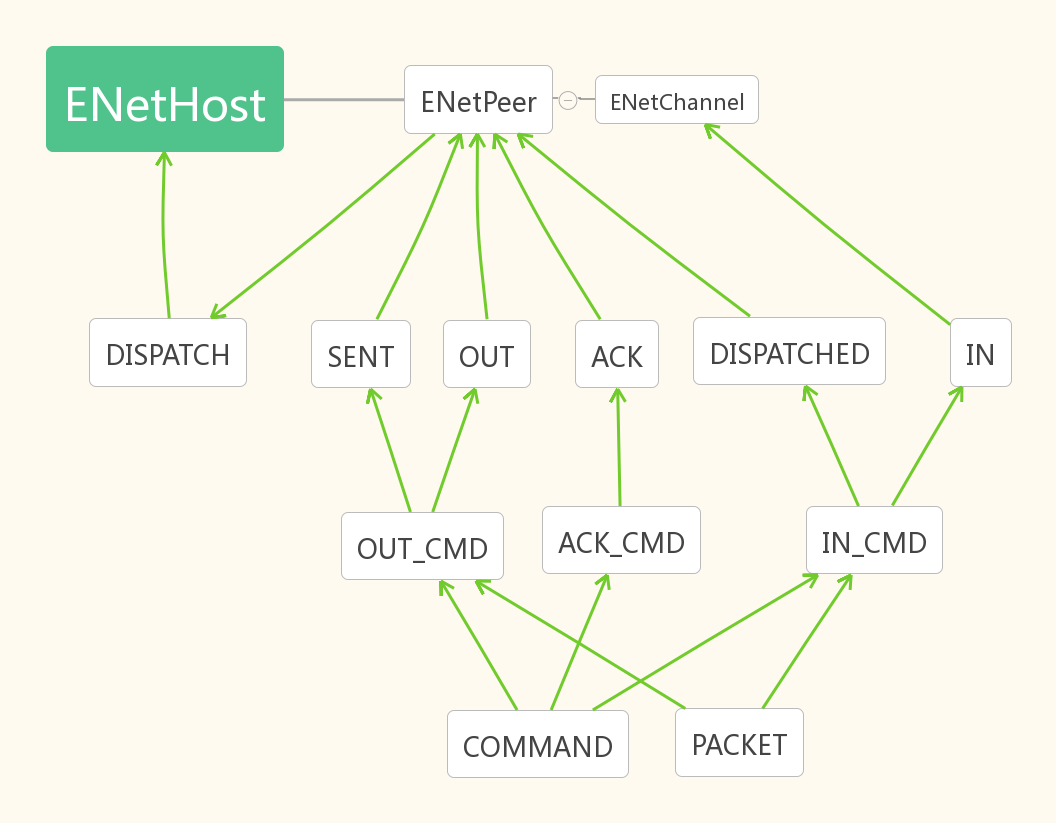 ENetHost
ENetPeer
ENetChannel
DISPATCH
SENT
OUT
ACK
DISPATCHED
IN
OUT_CMD
ACK_CMD
IN_CMD
COMMAND
PACKET